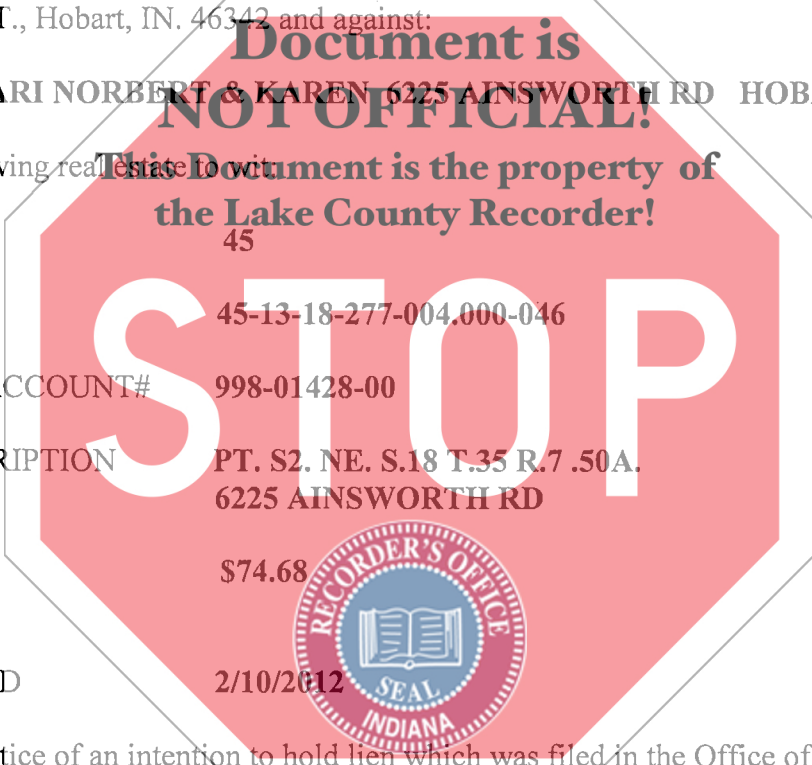 T., Hobart, IN. 46342 and against:
Document is
ARI NORBERT & KAREN 6225 AINSWORTH RD HOB
NOT OFFICIAL!
ving real estate to wit:
This Document is the property of
the Lake County Recorder!
45
STOP
45-13-18-277-004.000-046
ACCOUNT# 998-01428-00
RIPTION PT. S2. NE. S.18 T.35 R.7 .50A.
6225 AINSWORTH RD
$74.68
RECORDER'S OFFICE
SEAL
INDIANA
D 2/10/2012
tice of an intention to hold lien which was filed in the Office of